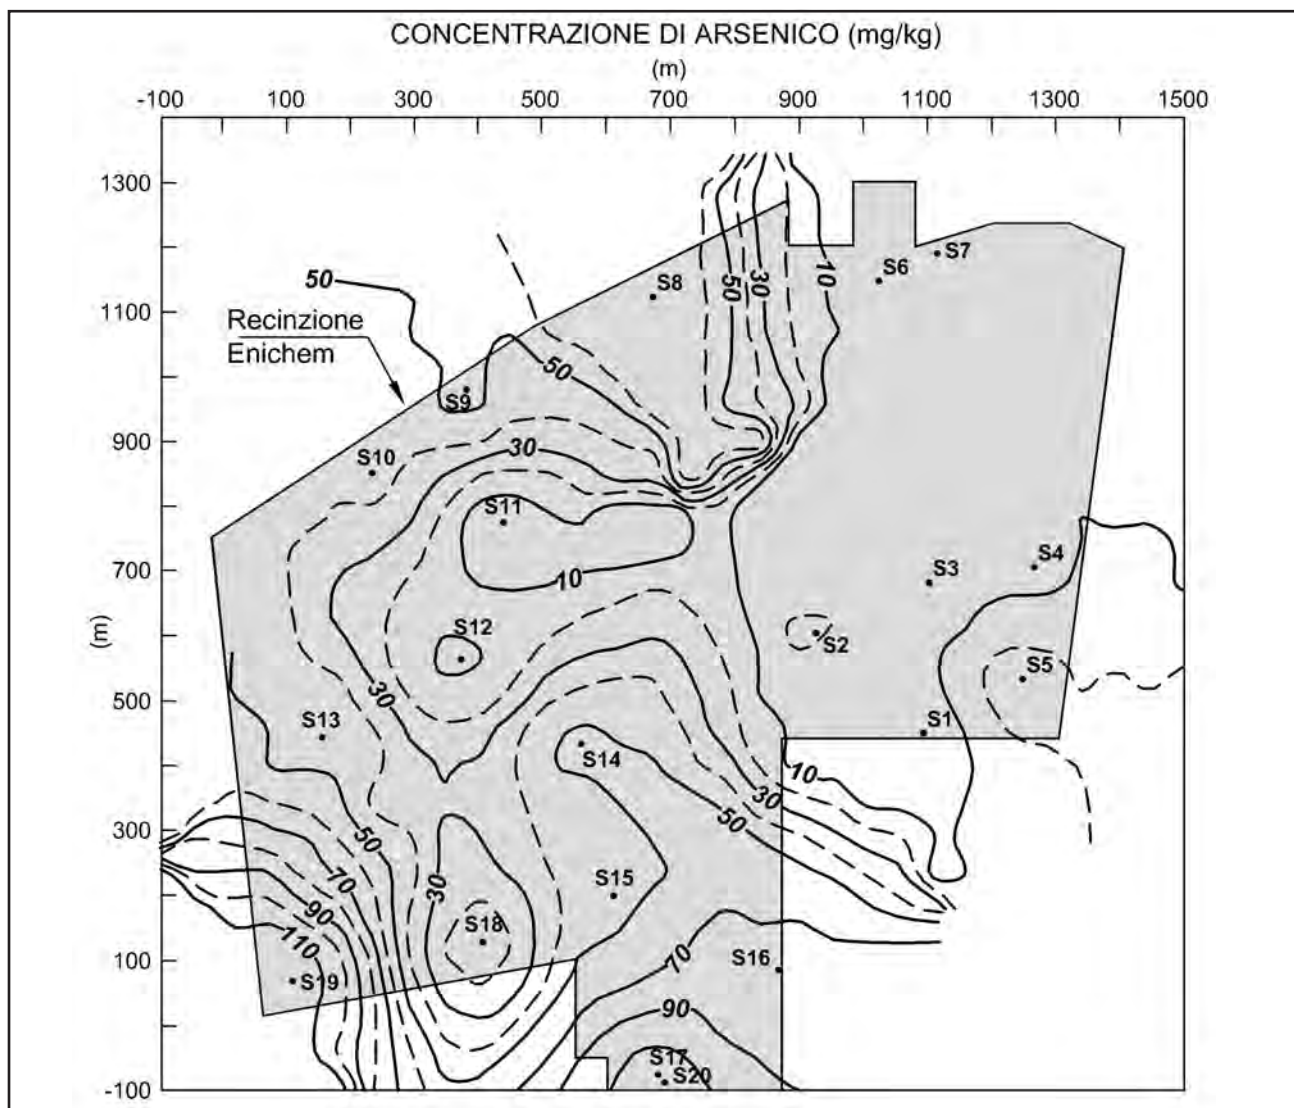 CONCENTRAZIONE DI ARSENICO (mg/kg)
(m)
-100 100 300 500 700 900 1100 1300 1500
1300
S7
S6
S8
50
10
50
30
1100
Recinzione
Enichem
50
S9
900
30
S10
S11
700
S4
S3
10
(m)
S12
S2
S5
30
500
S13
S1
S14
10
30
50
300
50
70
S15
30
90
S18
110
70
S16
100
S19
90
S17
S20
-100